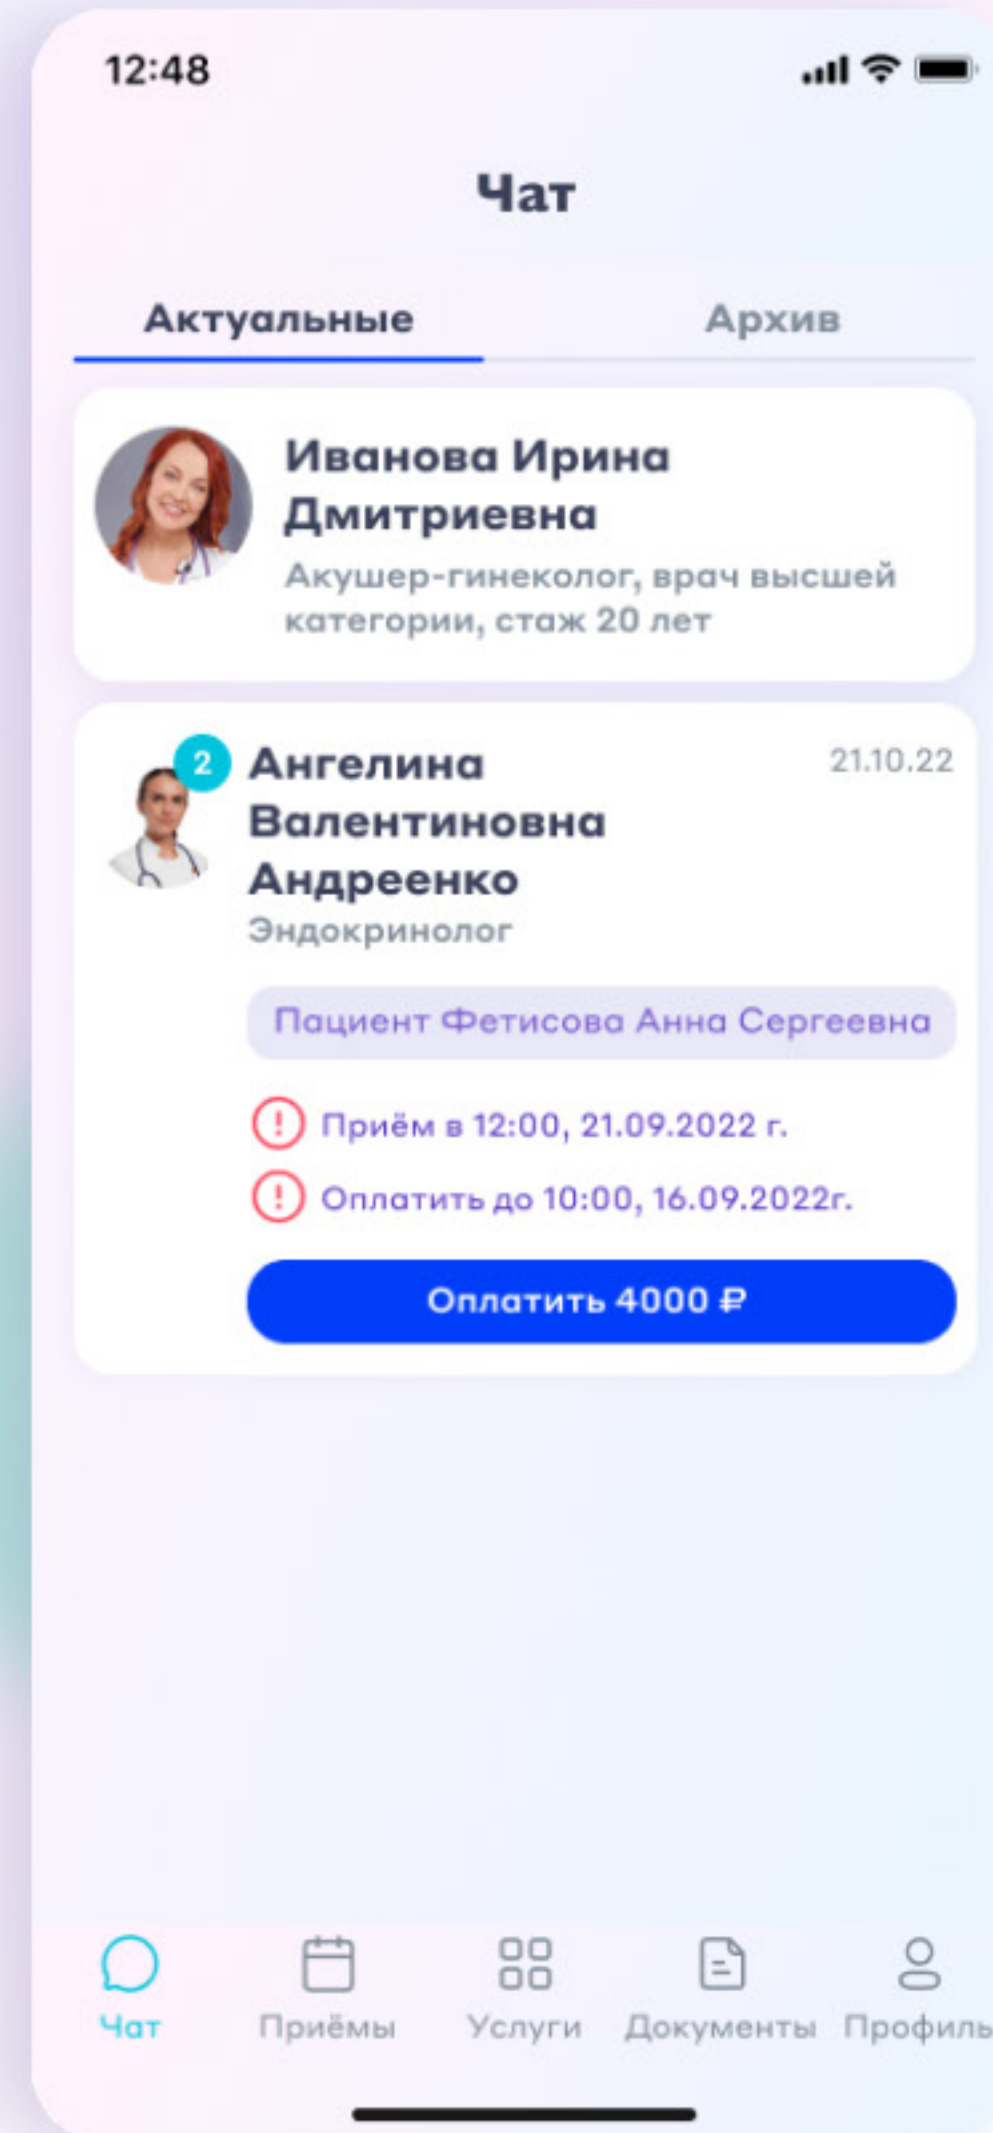 12:48
Чат
Актуальные
Архив
Иванова Ирина
Дмитриевна
Акушер-гинеколог, врач высшей
категории, стаж 20 лет
2
Ангелина
21.10.22
Валентиновна
Андреенко
Эндокринолог
Пациент Фетисова Анна Сергеевна
Приём в 12:00, 21.09.2022 г.
Оплатить до 10:00, 16.09.2022г.
Оплатить 4000 ₽
Чат
Приёмы
Услуги
Документы
Профиль